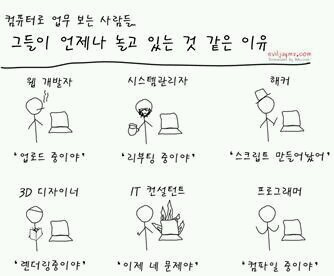 컴퓨터로 업무 보는 사람들,
그들이 언제나 놀고 있는 것 같은 이유
eviljaymz.com
웹 개발자
시스템관리자
해커
"업로드 중이야"
"리부팅 중이야"
"스크립트 만들어놨어"
3D 디자이너
IT 컨설턴트
프로그래머
"렌더링중이야"
"이제 네 문제야"
"컴파일 중이야"